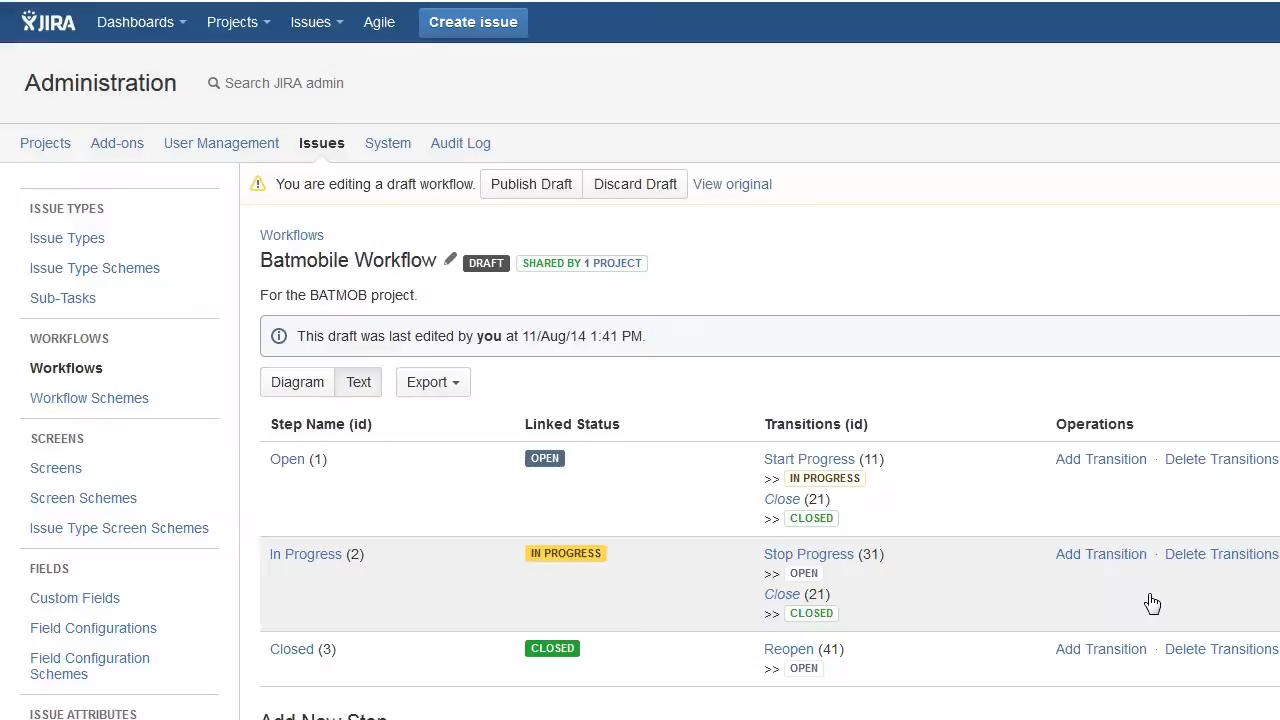 JIRA Dashboards Projects Issues Agile Create issue
Administration Search JIRA admin
Projects Add-ons User Management Issues System Audit Log
You are editing a draft workflow. Publish Draft Discard Draft View original
ISSUE TYPES
Issue Types
Issue Type Schemes
Sub-Tasks
WORKFLOWS
Workflows
Workflow Schemes
SCREENS
Screens
Screen Schemes
Issue Type Screen Schemes
FIELDS
Custom Fields
Field Configurations
Field Configuration
Schemes
ISSUE ATTRIBUTES
Workflows
Batmobile Workflow DRAFT SHARED BY 1 PROJECT
For the BATMOB project.
This draft was last edited by you at 11/Aug/14 1:41 PM.
Diagram Text Export
Step Name (id) Linked Status Transitions (id) Operations
Open (1) OPEN Start Progress (11) Add Transition · Delete Transitions
>> IN PROGRESS
Close (21)
>> CLOSED
In Progress (2) IN PROGRESS Stop Progress (31) Add Transition · Delete Transitions
>> OPEN
Close (21)
>> CLOSED
Closed (3) CLOSED Reopen (41) Add Transition · Delete Transitions
>> OPEN
Add New Step